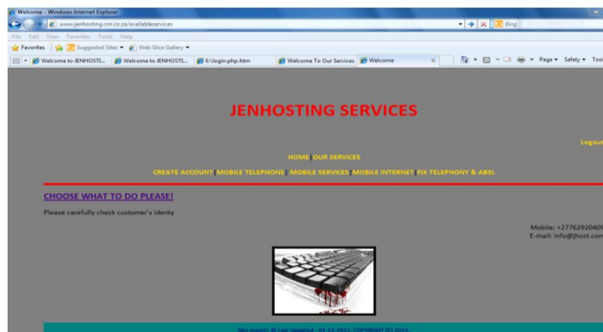 Welcome - Windows Internet Explorer
www.jenhosting.cm.co.za/availableservices
Bing
File Edit View Favorites Tools Help
Favorites Suggested Sites Web Slice Gallery
Welcome to JENHOSTI... Welcome to JENHOSTI... E:\login.php.htm Welcome To Our Services Welcome Page Safety Tool
JENHOSTING SERVICES
Logout
HOME|OUR SERVICES
CREATE ACCOUNT|MOBILE TELEPHONE| MOBILE SERVICES|MOBILE INTERNET|FIX TELEPHONY & ABSL
CHOOSE WHAT TO DO PLEASE!
Please carefully check customer's Identy
Mobile: +27762920409
E-mail: Info@Jhost.com